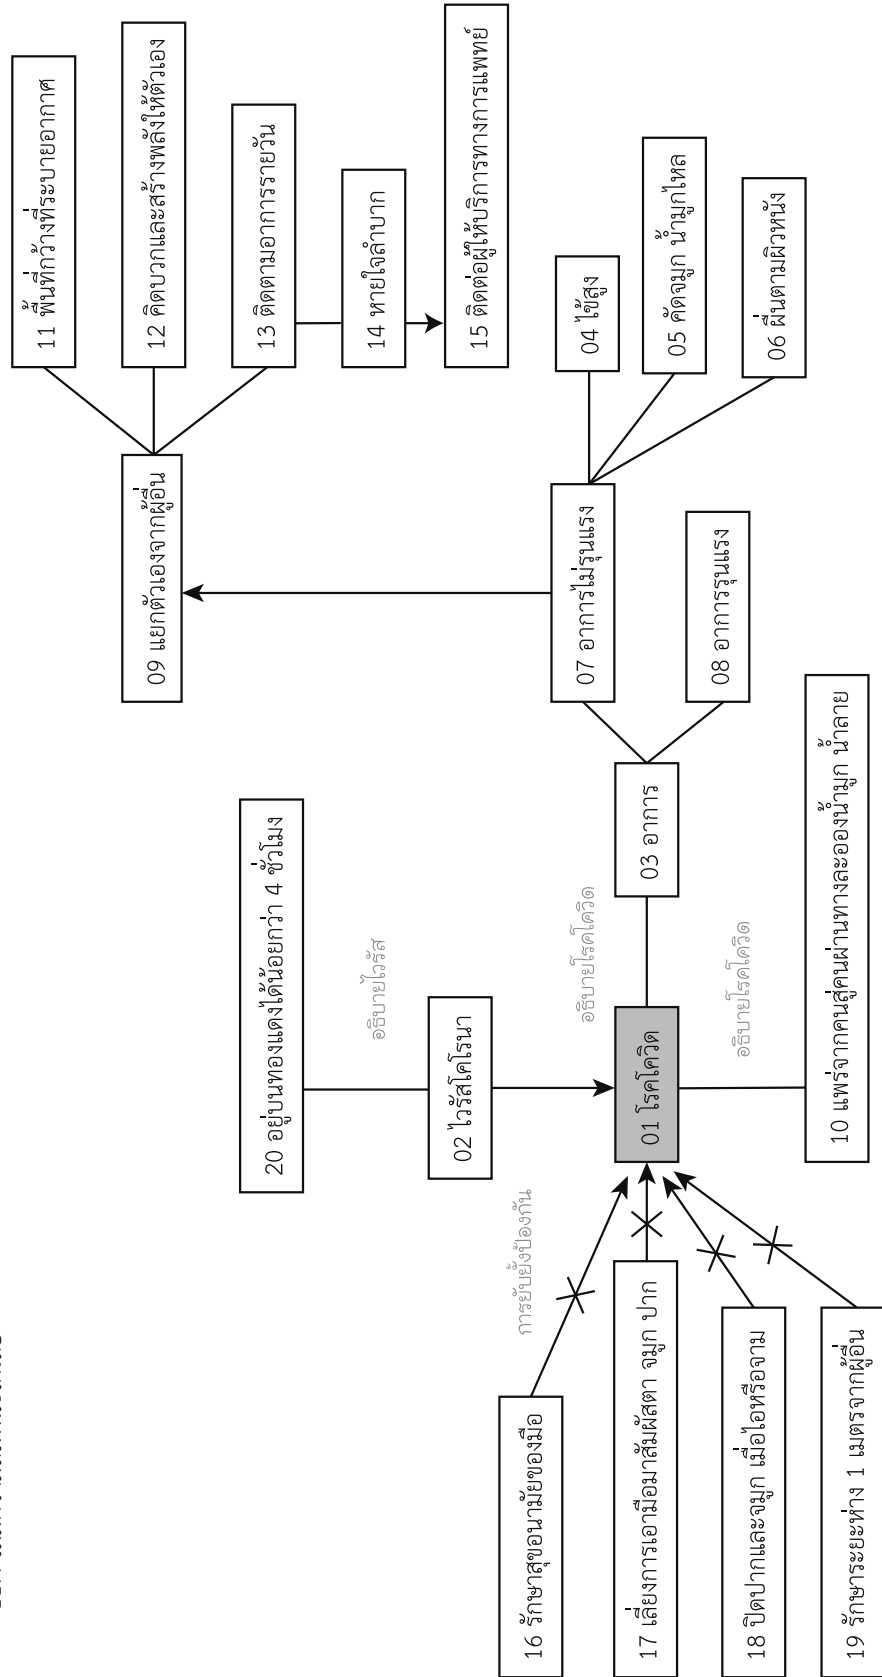 11 พื้นที่กว้างที่ระบายอากาศ
12 คิดบวกและสร้างพลังให้ตัวเอง
13 ติดตามอาการรายวัน
14 หายใจลำบาก
15 ติดต่อผู้ให้บริการทางการแพทย์
09 แยกตัวเองจากผู้อื่น
04 ไข้สูง
05 คัดจมูก น้ำมูกไหล
06 ผื่นตามผิวหนัง
07 อาการไม่รุนแรง
08 อาการรุนแรง
20 อยู่บนทองแดงได้น้อยกว่า 4 ชั่วโมง
อธิบายไวรัส
02 ไวรัสโคโรนา
03 อาการ
อธิบายโรคโควิด
01 โรคโควิด
อธิบายโรคโควิด
10 แพร่จากคนสู่คนผ่านทางละอองน้ำมูก น้ำลาย
การยับยั้งป้องกัน
16 รักษาสุขอนามัยของมือ
17 เลี่ยงการเอามือมาสัมผัสตา จมูก ปาก
18 ปิดปากและจมูก เมื่อไอหรือจาม
19 รักษาระยะห่าง 1 เมตรจากผู้อื่น